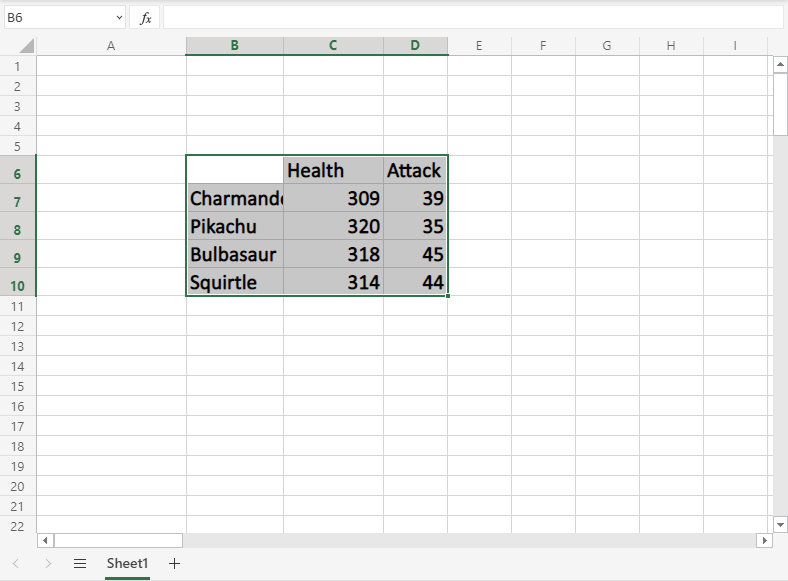 B6 fx
A B C D E F G H I
1
2
3
4
5
6 Health Attack
7 Charmand 309 39
8 Pikachu 320 35
9 Bulbasaur 318 45
10 Squirtle 314 44
11
12
13
14
15
16
17
18
19
20
21
22
Sheet1